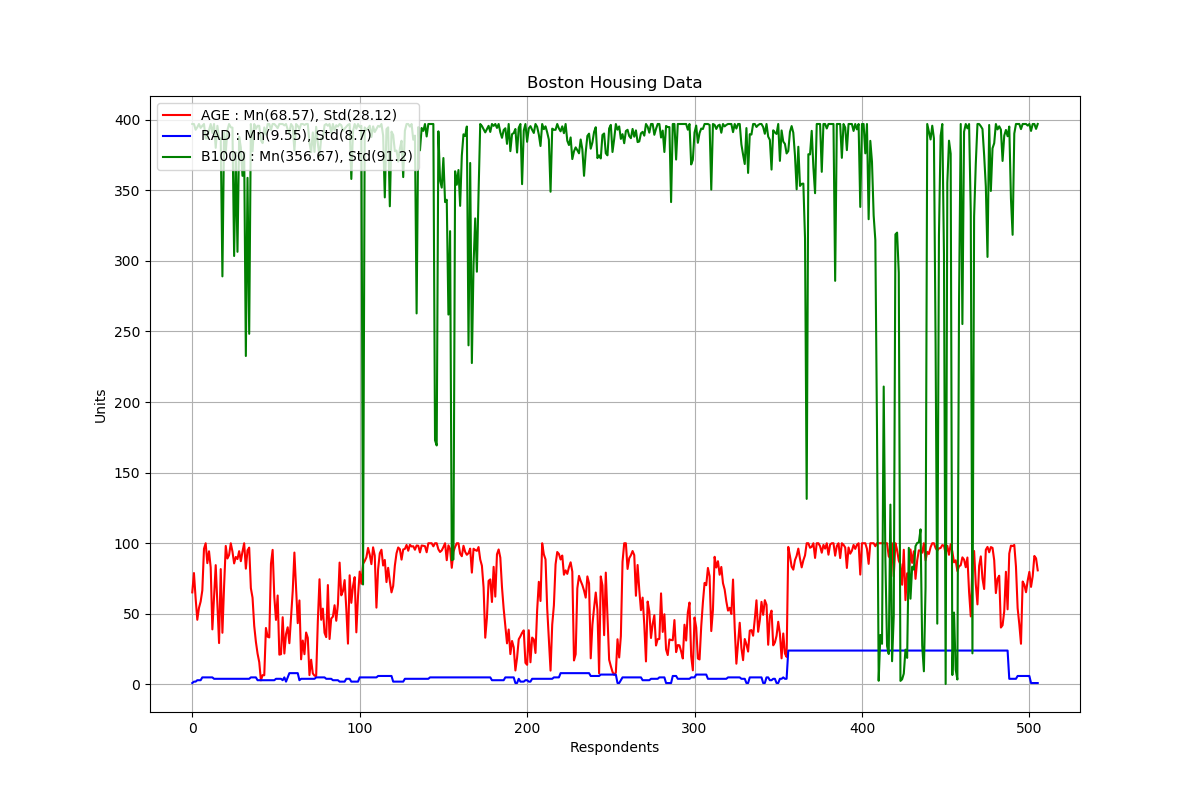 Boston Housing Data
AGE : Mn(68.57), Std(28.12)
RAD : Mn(9.55), Std(8.7)
B1000 : Mn(356.67), Std(91.2)
400
350
300
250
200
150
100
50
0
Units
0 100 200 300 400 500
Respondents